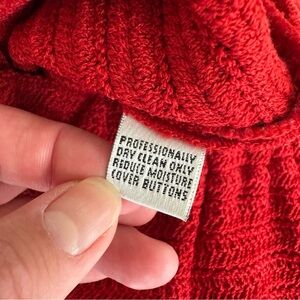 PROFESSIONALLY
DRY CLEAN ONLY
REDUCE MOISTURE
COVER BUTTONS